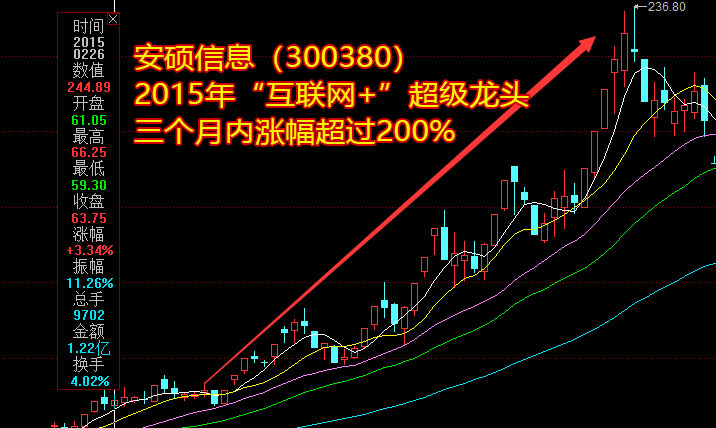 时间
2015
0226
数值
244.89
开盘
61.05
最高
66.25
最低
59.30
收盘
63.75
涨幅
+3.34%
振幅
11.26%
总手
9702
金额
1.22亿
换手
4.02%
安硕信息（300380）
2015年“互联网+”超级龙头
三个月内涨幅超过200%
236.80